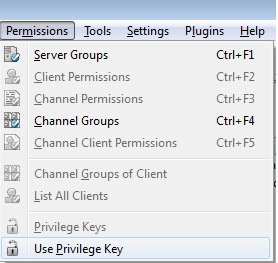 Permissions Tools Settings Plugins Help
Server Groups Ctrl+F1
Client Permissions Ctrl+F2
Channel Permissions Ctrl+F3
Channel Groups Ctrl+F4
Channel Client Permissions Ctrl+F5
Channel Groups of Client
List All Clients
Privilege Keys
Use Privilege Key